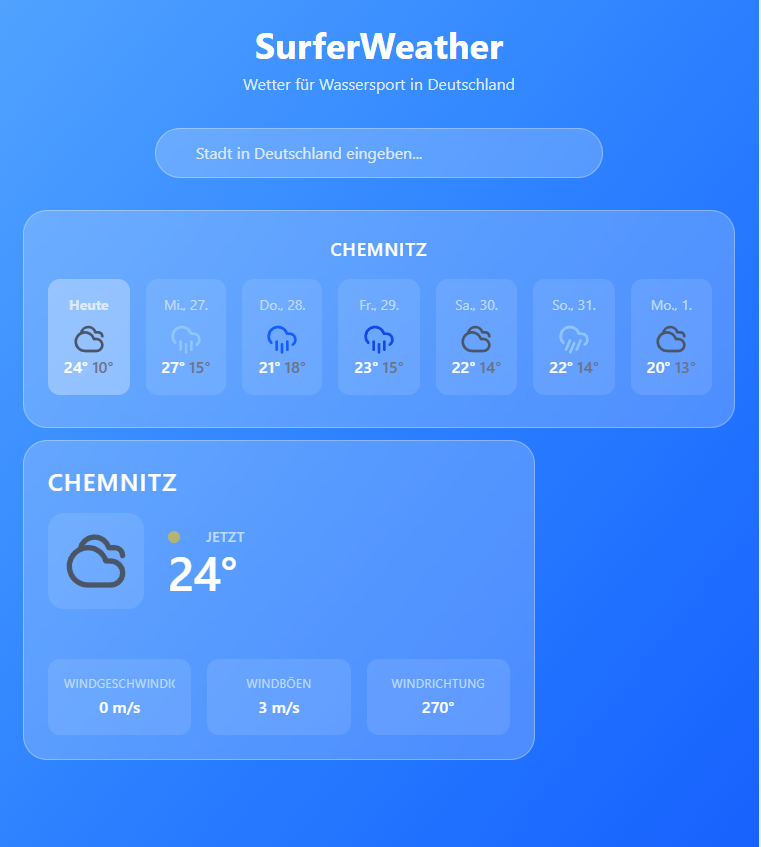 SurferWeather
Wetter für Wassersport in Deutschland
Stadt in Deutschland eingeben...
CHEMNITZ
Heute Mi., 27. Do., 28. Fr., 29. Sa., 30. So., 31. Mo., 1.
24° 10° 27° 15° 21° 18° 23° 15° 22° 14° 22° 14° 20° 13°
CHEMNITZ
JETZT
24°
WINDGESCHWINDIG WINDBÖEN WINDRICHTUNG
0 m/s 3 m/s 270°